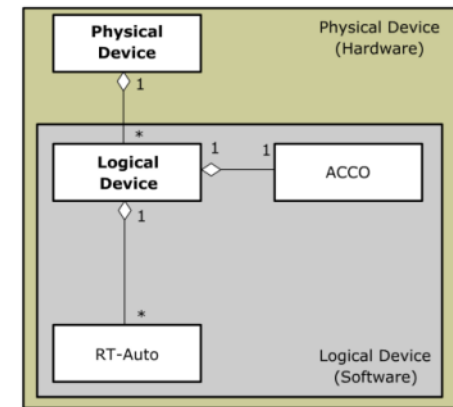 Physical
Device
Physical Device
(Hardware)
1
*
Logical
Device
1
1
ACCO
1
*
RT-Auto
Logical Device
(Software)